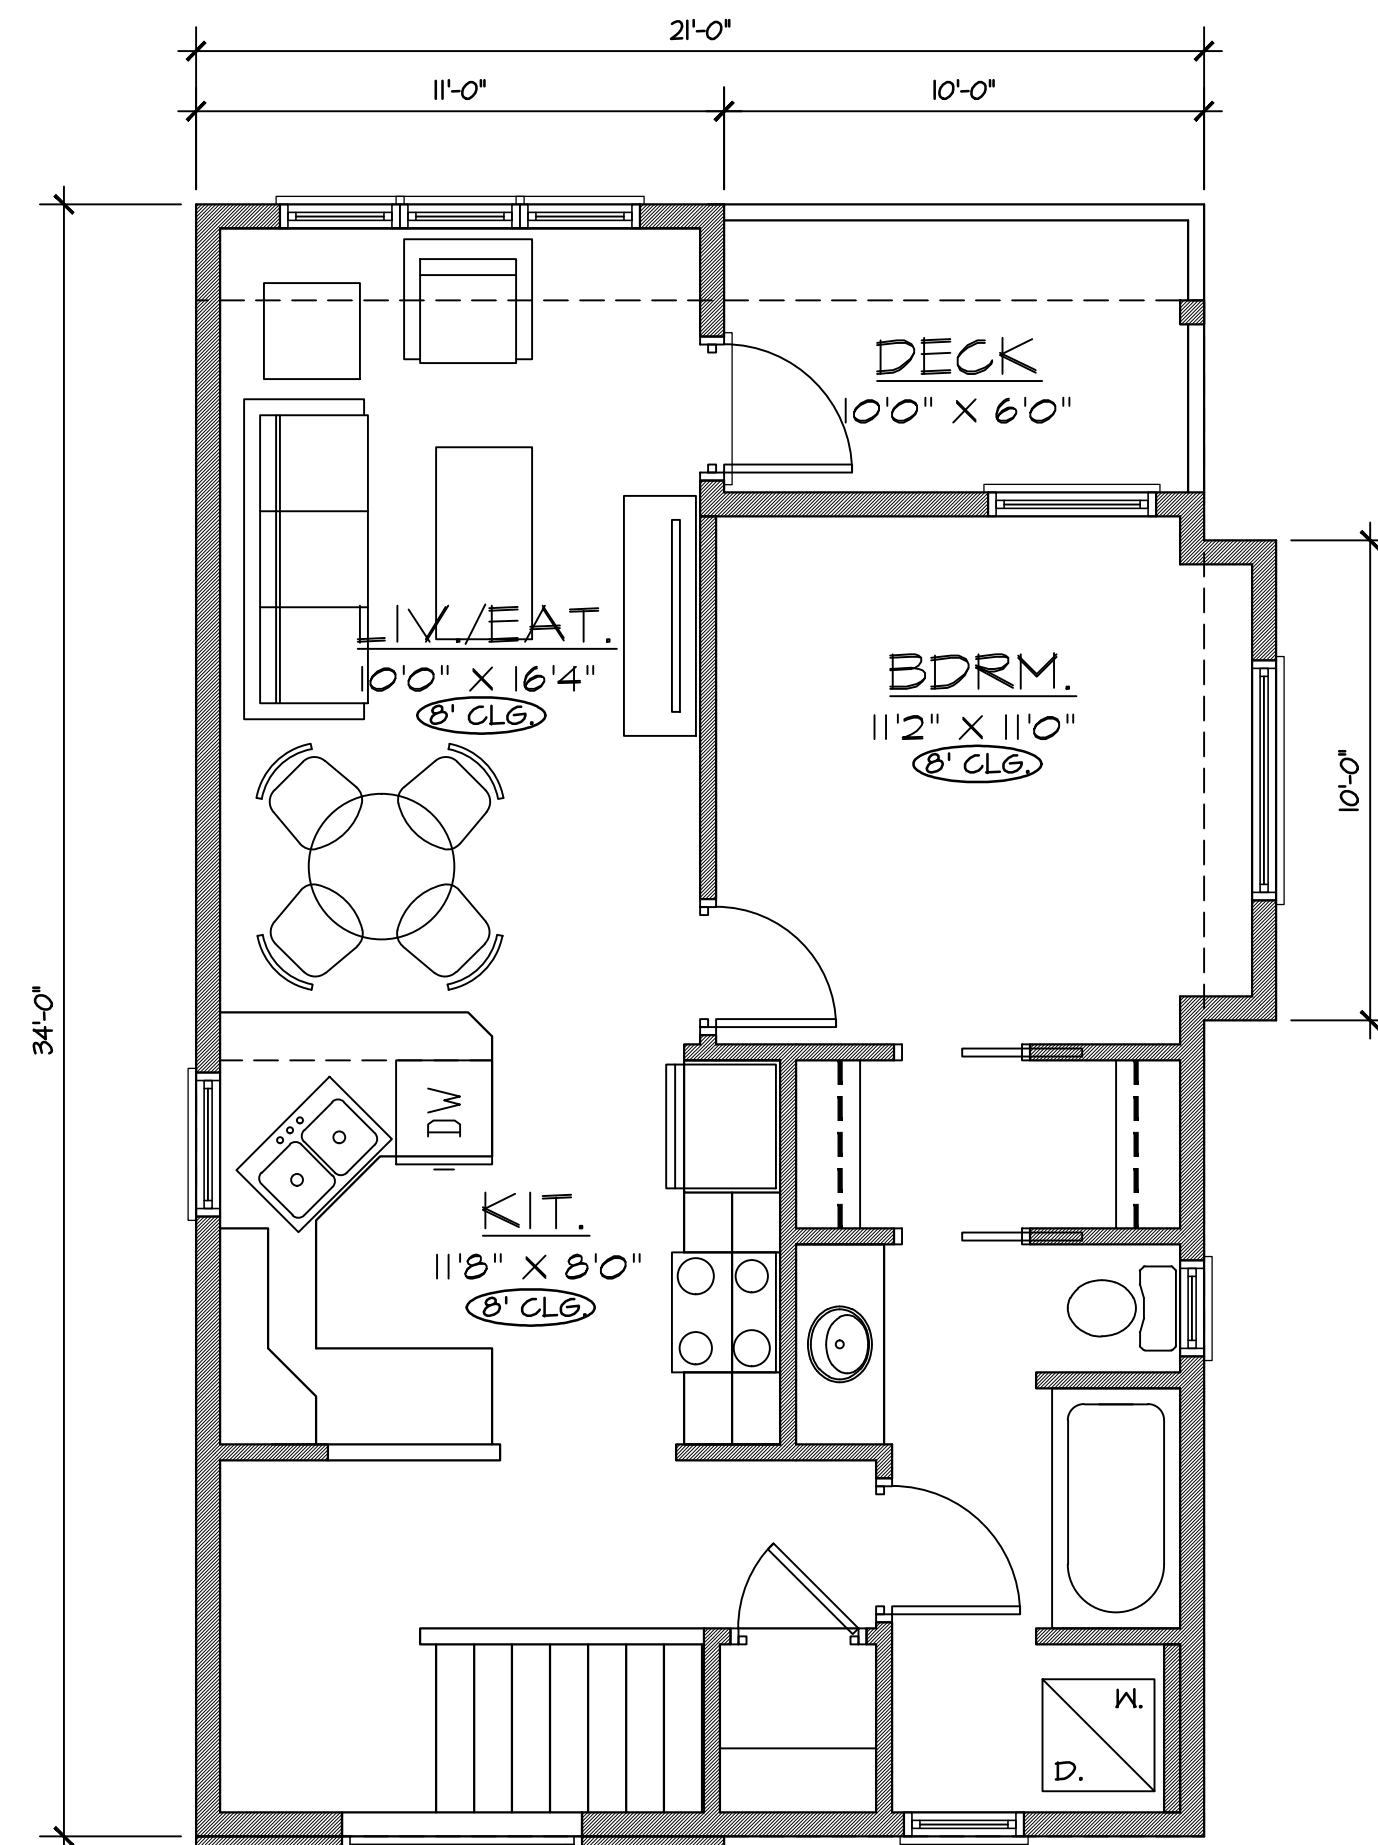 21'-0"
11'-0"
10'-0"
DECK
10'0" X 6'0"
LIV./EAT.
10'0" X 16'4"
8' CLG.
BDRM.
11'2" X 11'0"
8' CLG.
10'-0"
34'-0"
DW
KIT.
11'8" X 8'0"
8' CLG.
W.
D.